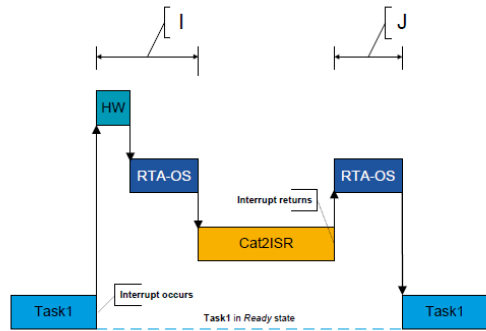 I
J
HW
RTA-OS
RTA-OS
Interrupt returns
Cat2ISR
Interrupt occurs
Task1
Task1 in Ready state
Task1